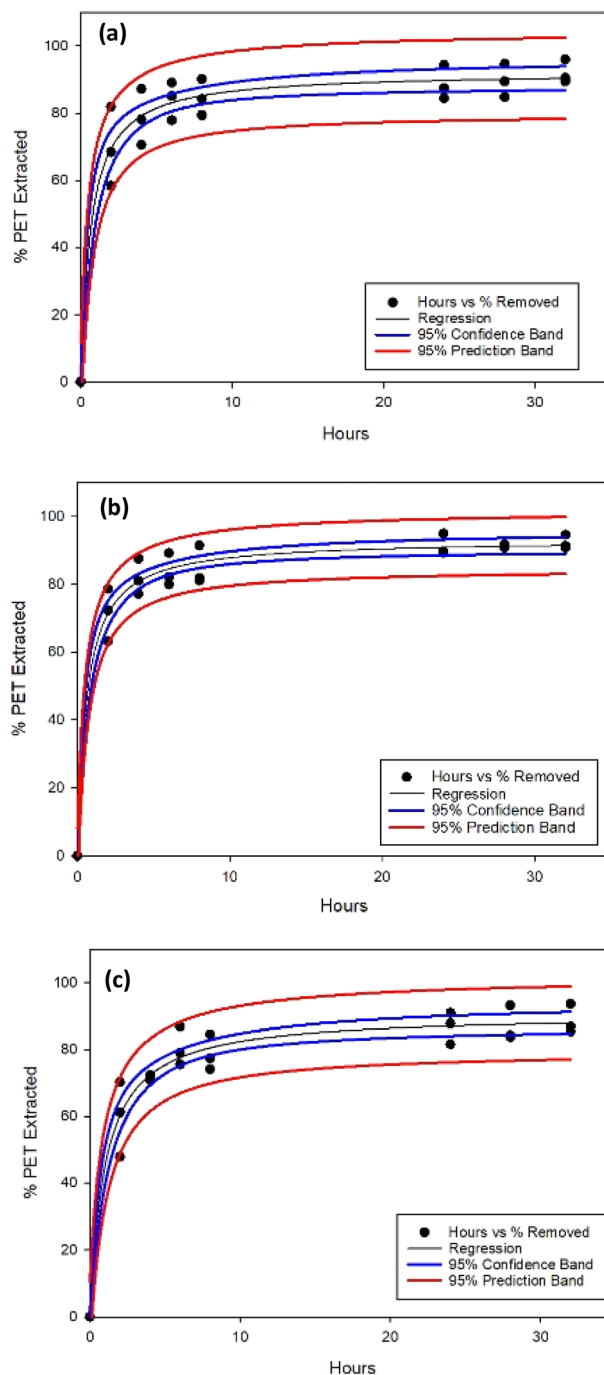 (a)
100
80
60
40
20
0
% PET Extracted
Hours vs % Removed
Regression
95% Confidence Band
95% Prediction Band
0 10 20 30
Hours
(b)
100
80
60
40
20
0
% PET Extracted
Hours vs % Removed
Regression
95% Confidence Band
95% Prediction Band
0 10 20 30
Hours
(c)
100
80
60
40
20
0
% PET Extracted
Hours vs % Removed
Regression
95% Confidence Band
95% Prediction Band
0 10 20 30
Hours